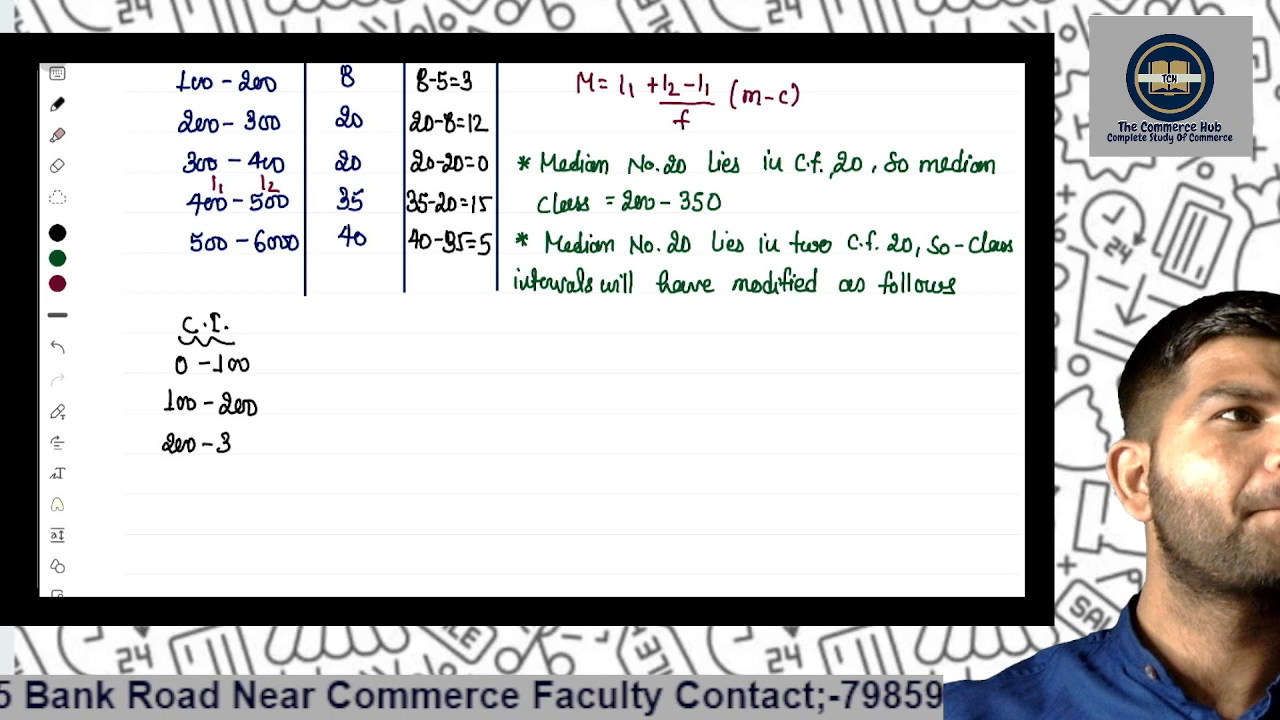 100 - 200 8 8-5=3
M = l₁ + l₂ - l₁ / f (m-c)
200 - 300 20 20-8=12
300 - 400 20 20-20=0
l₁ l₂
400 - 500 35 35-20=15
500 - 6000 40 40-35=5
* Median No. 20 lies in C.f. 20, so median
class = 200 - 350
* Median No. 20 lies in two C.f. 20, so - class
intervals will have modified as follows
C.I.
0 - 100
100 - 200
200 - 3
TCH
The Commerce Hub
Complete Study Of Commerce
5 Bank Road Near Commerce Faculty Contact;-79859